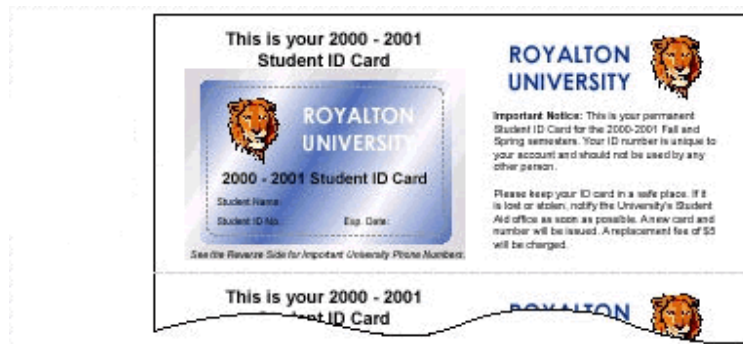 This is your 2000 - 2001
Student ID Card
ROYALTON
UNIVERSITY
2000 - 2001 Student ID Card
Student Name:
Student ID No.:
Exp. Date:
See the Reverse Side for Important University Phone Numbers.
ROYALTON
UNIVERSITY
Important Notice: This is your permanent
Student ID Card for the 2000-2001 Fall and
Spring semesters. Your ID number is unique to
your account and should not be used by any
other person.
Please keep your ID card in a safe place. If it
is lost or stolen, notify the University's Student
Aid office as soon as possible. A new card and
number will be issued. A replacement fee of $5
will be charged.
This is your 2000 - 2001
Student ID Card
ROYALTON